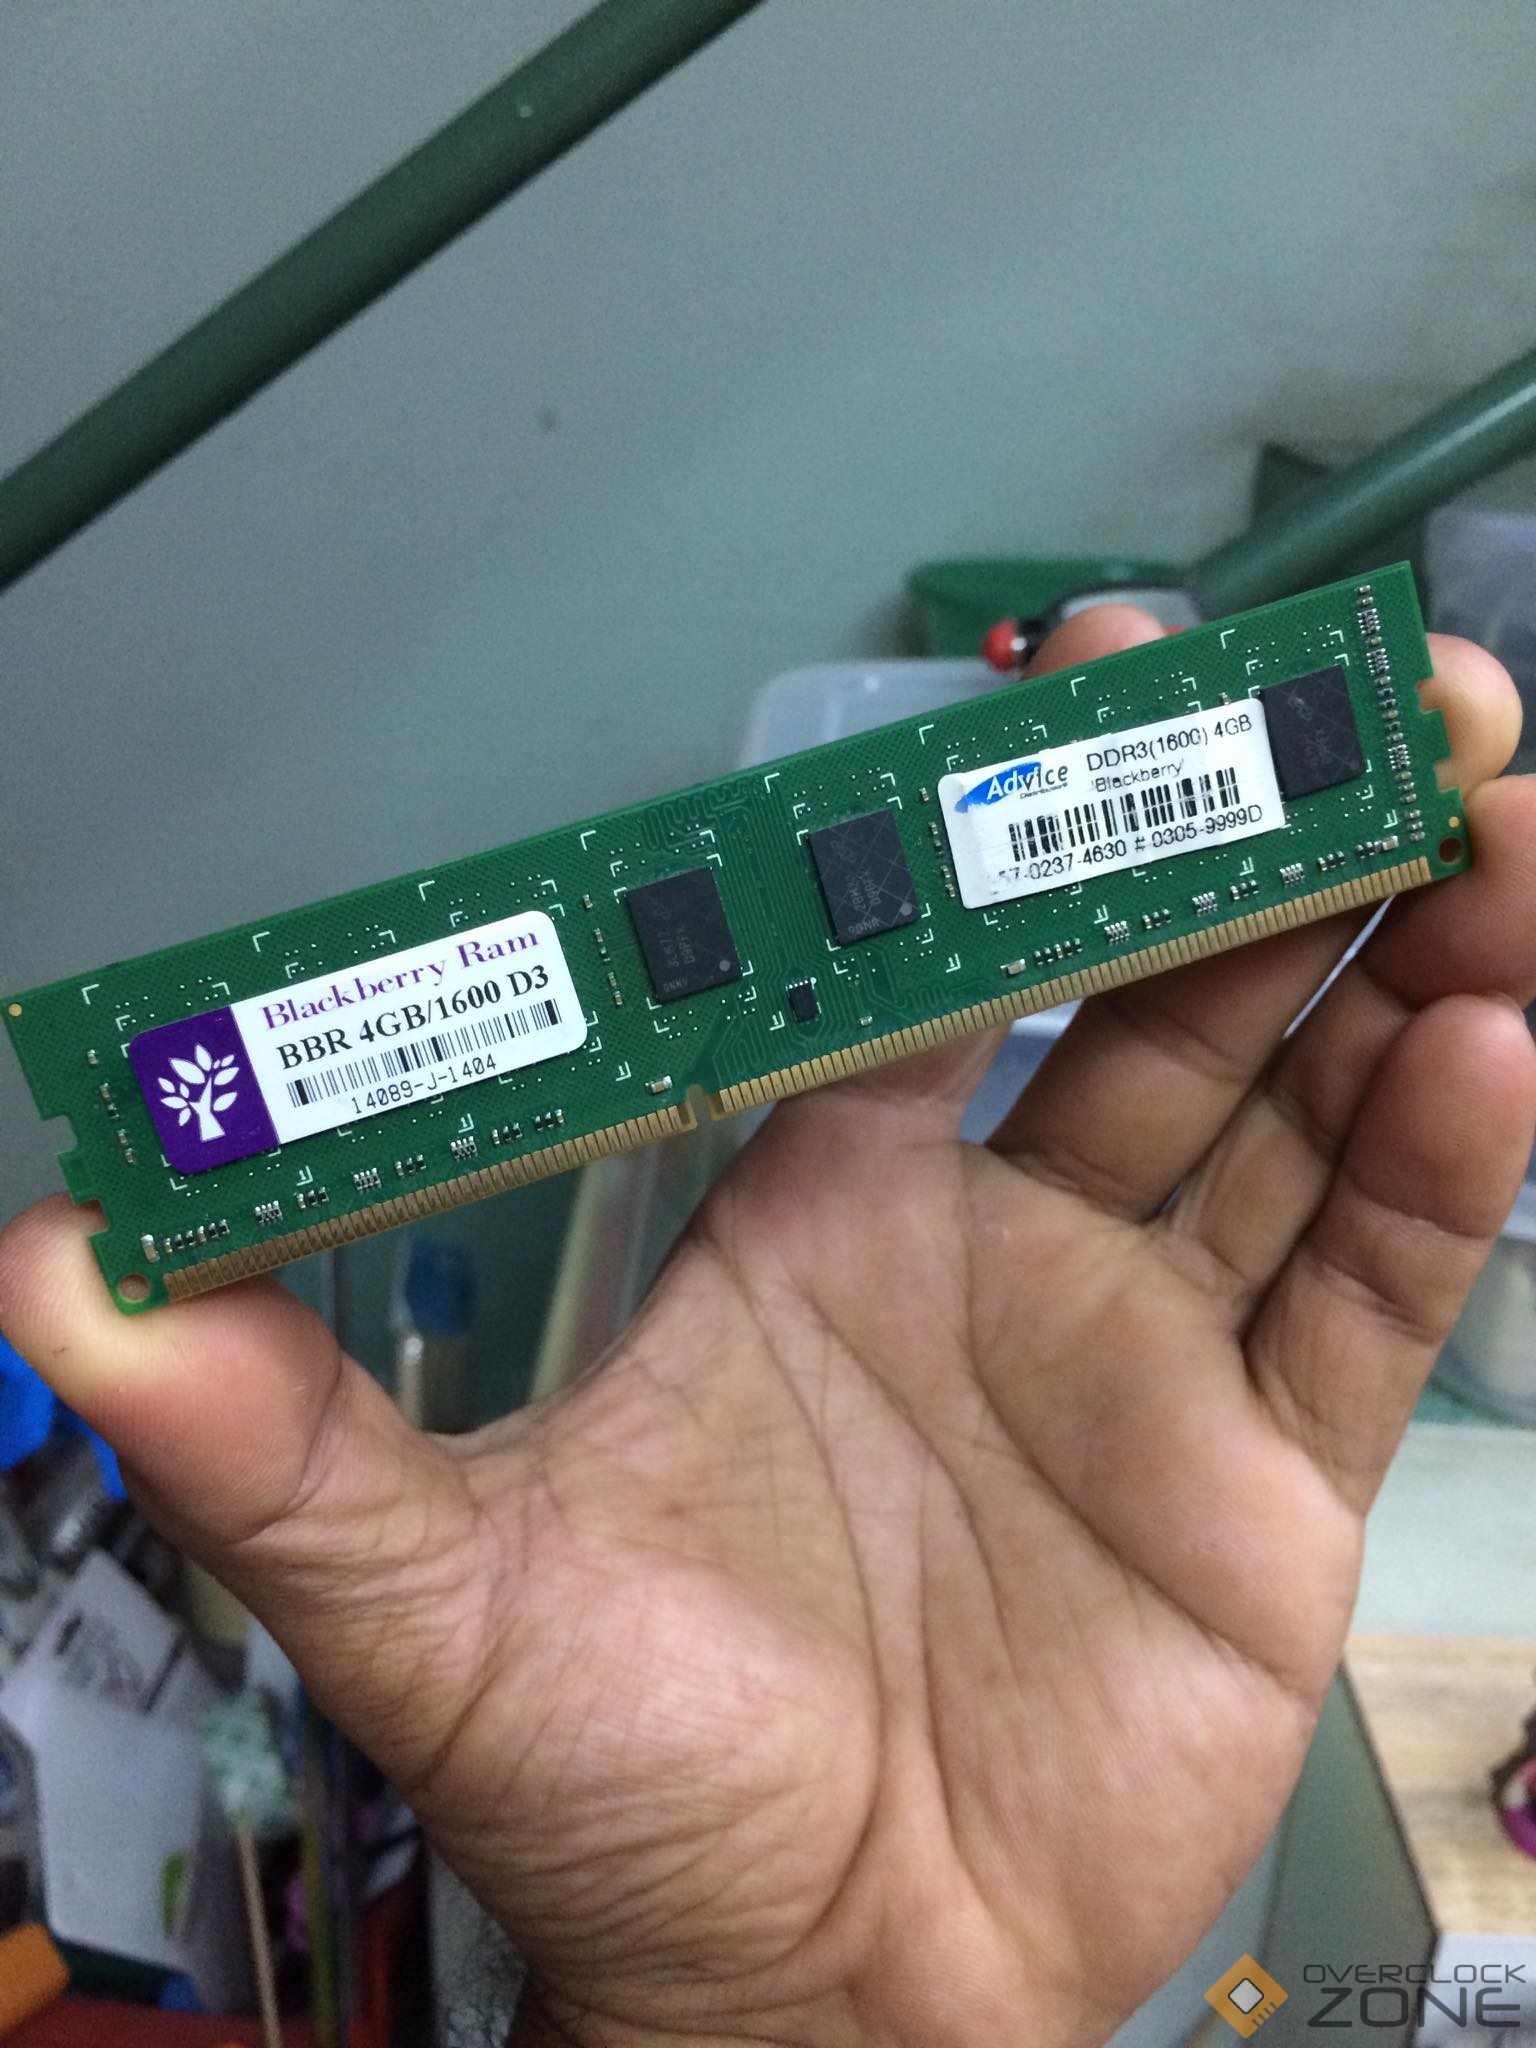 Blackberry Ram
BBR 4GB/1600 D3
14089-J-1404
Advice
DDR3(1600) 4GB
'Blackberry'
57-0237-4630 # 0305-9999D
OVERCLOCK
ZONE